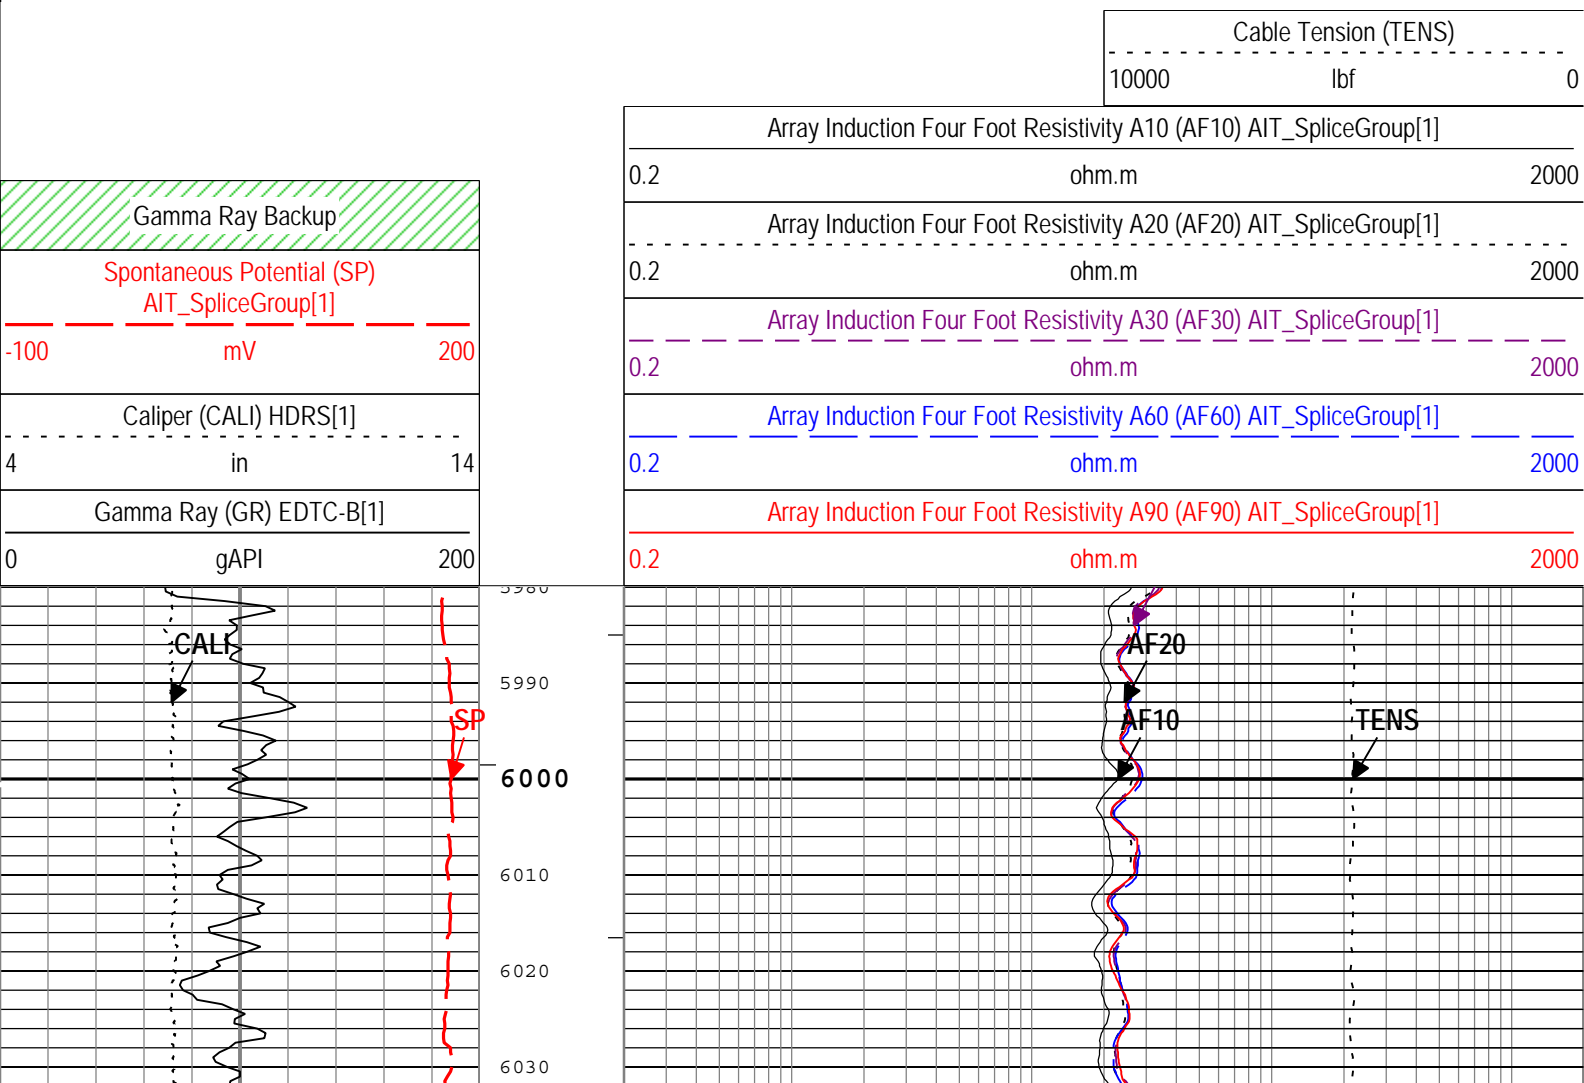 Cable Tension (TENS)
10000 lbf 0
Array Induction Four Foot Resistivity A10 (AF10) AIT_SpliceGroup[1]
0.2 ohm.m 2000
Array Induction Four Foot Resistivity A20 (AF20) AIT_SpliceGroup[1]
0.2 ohm.m 2000
Array Induction Four Foot Resistivity A30 (AF30) AIT_SpliceGroup[1]
0.2 ohm.m 2000
Array Induction Four Foot Resistivity A60 (AF60) AIT_SpliceGroup[1]
0.2 ohm.m 2000
Array Induction Four Foot Resistivity A90 (AF90) AIT_SpliceGroup[1]
0.2 ohm.m 2000
Gamma Ray Backup
Spontaneous Potential (SP)
AIT_SpliceGroup[1]
-100 mV 200
Caliper (CALI) HDRS[1]
4 in 14
Gamma Ray (GR) EDTC-B[1]
0 gAPI 200
5980
CALI
AF20
5990
SP
AF10
TENS
6000
6010
6020
6030